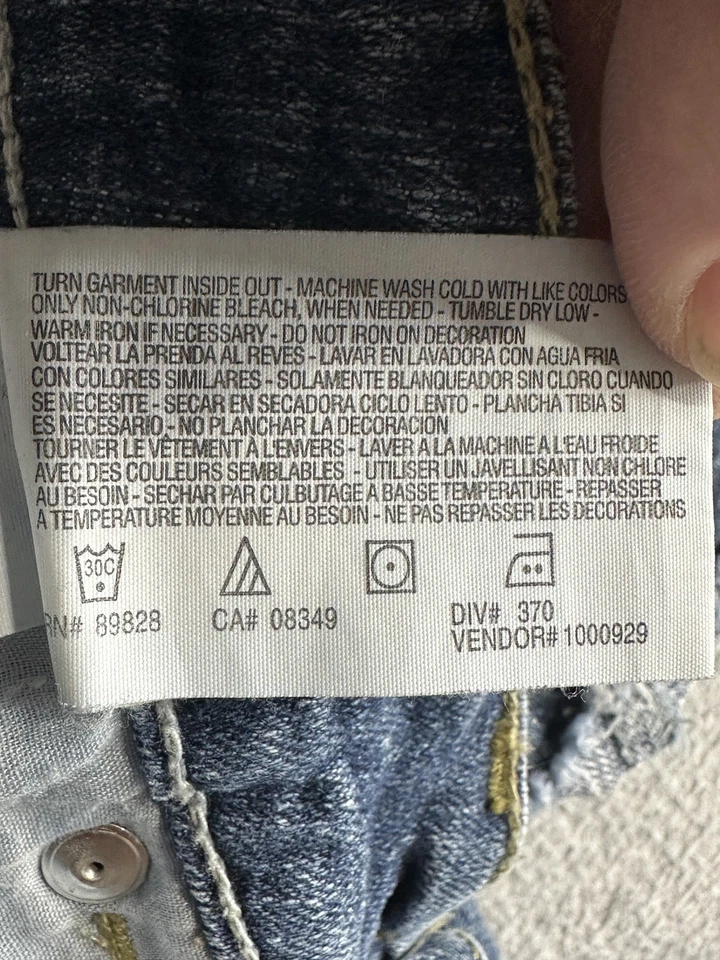 TURN GARMENT INSIDE OUT - MACHINE WASH COLD WITH LIKE COLORS
ONLY NON-CHLORINE BLEACH, WHEN NEEDED - TUMBLE DRY LOW -
WARM IRON IF NECESSARY - DO NOT IRON ON DECORATION
VOLTEAR LA PRENDA AL REVES - LAVAR EN LAVADORA CON AGUA FRIA
CON COLORES SIMILARES - SOLAMENTE BLANQUEADOR SIN CLORO CUANDO
SE NECESITE - SECAR EN SECADORA CICLO LENTO - PLANCHA TIBIA SI
ES NECESARIO - NO PLANCHAR LA DECORACION
TOURNER LE VÊTEMENT À L'ENVERS - LAVER A LA MACHINE A L'EAU FROIDE
AVEC DES COULEURS SEMBLABLES - UTILISER UN JAVELLISANT NON CHLORE
AU BESOIN - SECHAR PAR CULBUTAGE A BASSE TEMPERATURE - REPASSER
A TEMPERATURE MOYENNE AU BESOIN - NE PAS REPASSER LES DECORATIONS
30C
RN# 89828 CA# 08349 DIV# 370
VENDOR# 1000929